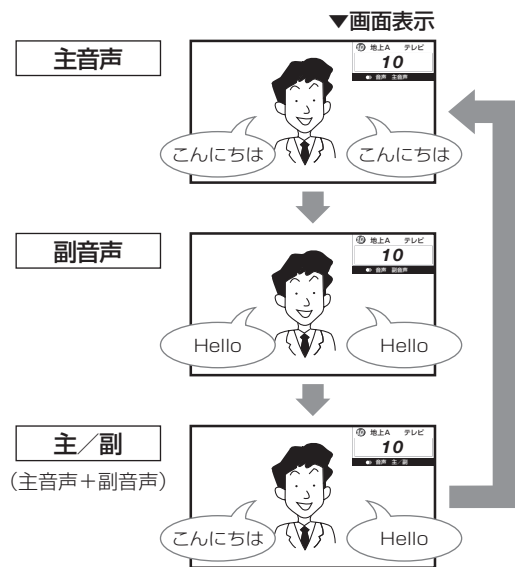 ▼画面表示
主音声
地上A テレビ
10
音声 主音声
こんにちは こんにちは
副音声
地上A テレビ
10
音声 副音声
Hello Hello
主／副
(主音声＋副音声)
地上A テレビ
10
音声 主／副
こんにちは Hello